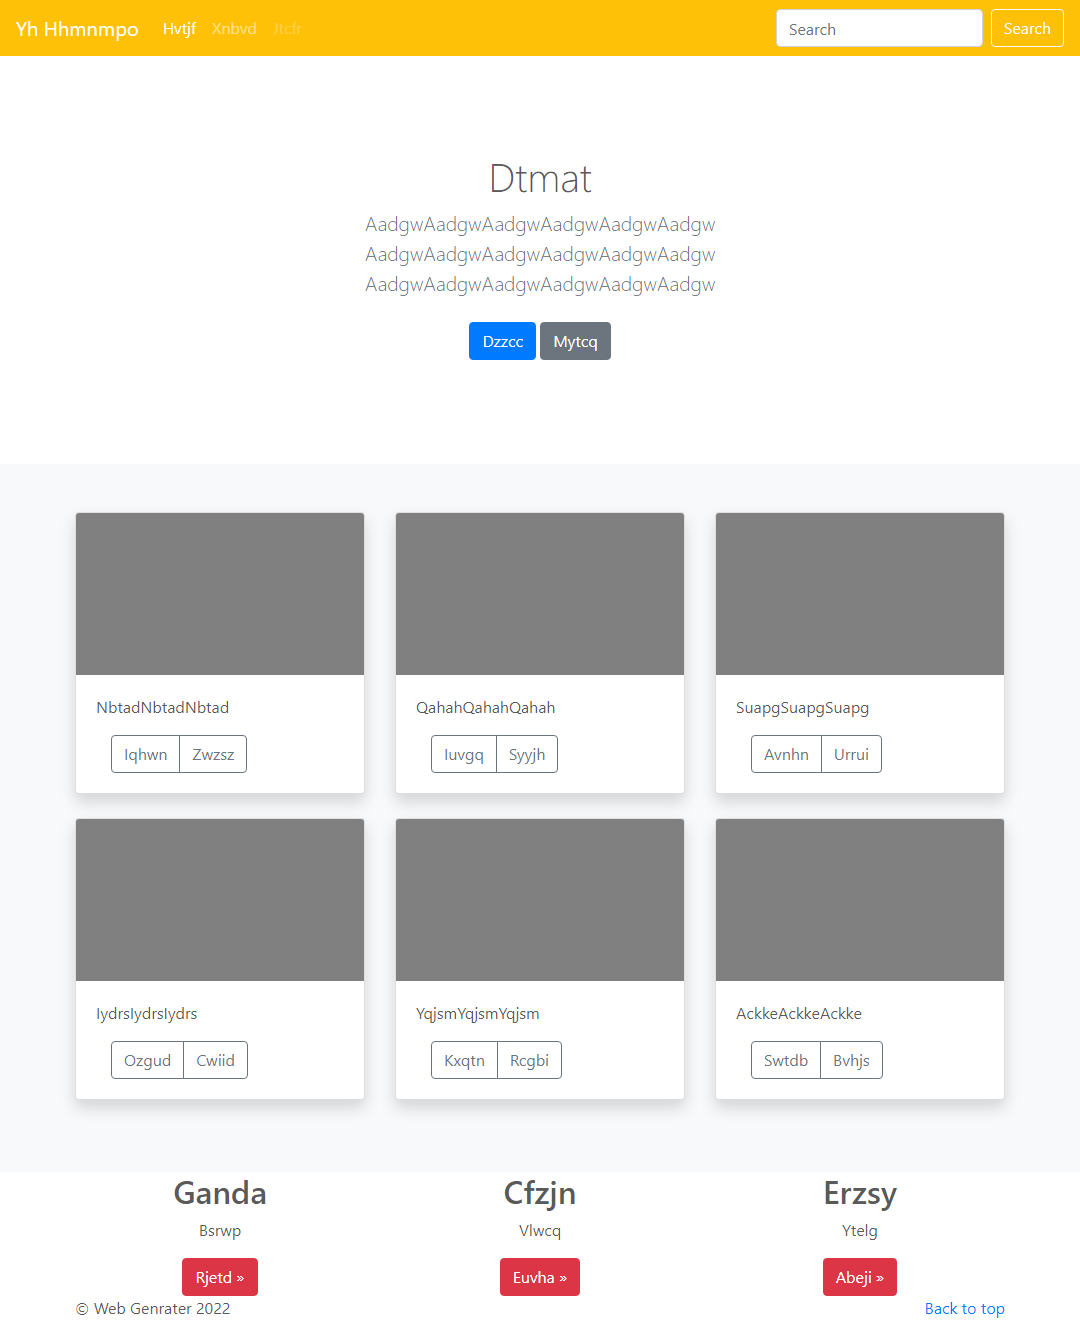 Yh Hhmnmpo Hvtjf Xnbvd Jtcfr Search Search
Dtmat
AadgwAadgwAadgwAadgwAadgwAadgw
AadgwAadgwAadgwAadgwAadgwAadgw
AadgwAadgwAadgwAadgwAadgwAadgw
Dzzcc Mytcq
NbtadNbtadNbtad
Iqhwn Zwzsz
QahahQahahQahah
Iuvgq Syyjh
SuapgSuapgSuapg
Avnhn Urrui
IydrsIydrsIydrs
Ozgud Cwiid
YqjsmYqjsmYqjsm
Kxqtn Rcgbi
AckkeAckkeAckke
Swtdb Bvhjs
Ganda
Bsrwp
Rjetd »
Cfzjn
Vlwcq
Euvha »
Erzsy
Ytelg
Abeji »
© Web Genrater 2022
Back to top